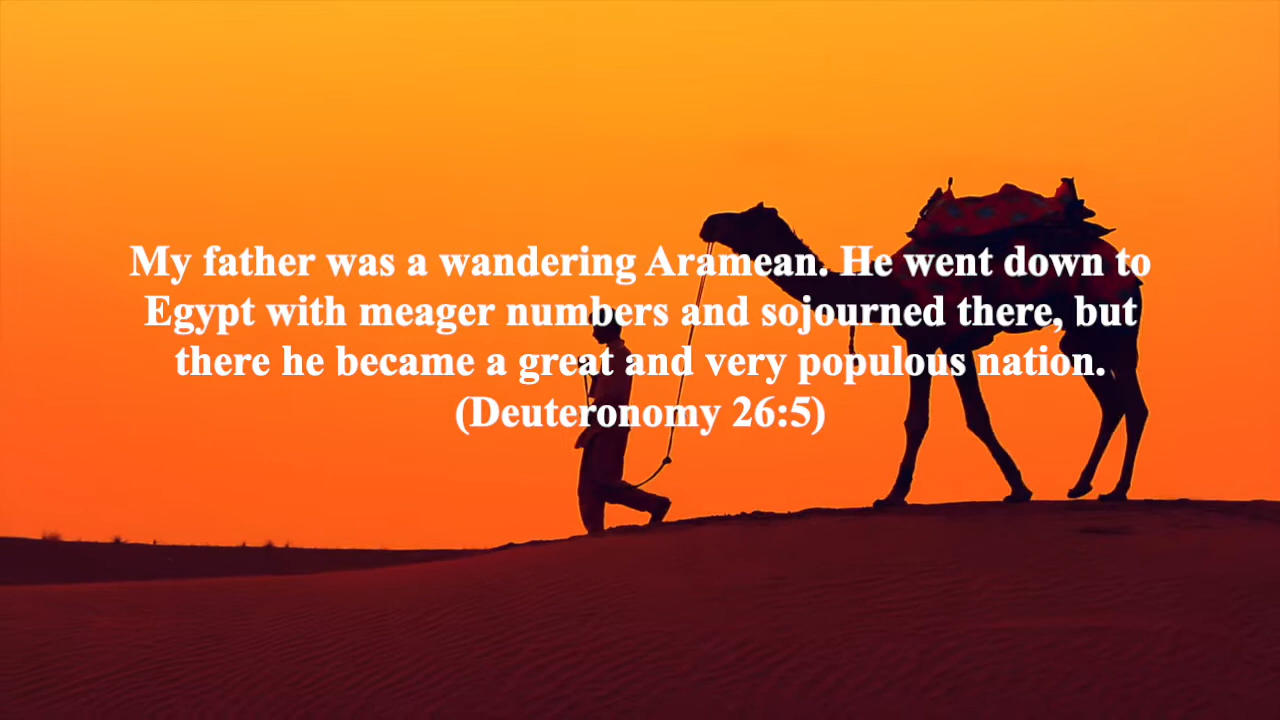 My father was a wandering Aramean. He went down to
Egypt with meager numbers and sojourned there, but
there he became a great and very populous nation.
(Deuteronomy 26:5)